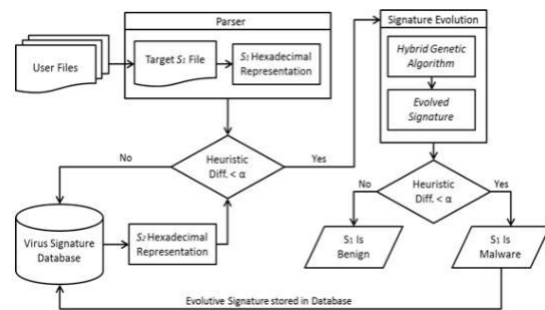 Parser
Signature Evolution
User Files
Target S1 File
S1 Hexadecimal
Representation
Hybrid Genetic
Algorithm
Evolved
Signature
No
Heuristic
Diff. < α
Yes
No
Heuristic
Diff. < α
Yes
Virus Signature
Database
S2 Hexadecimal
Representation
S1 Is
Benign
S1 Is
Malware
Evolutive Signature stored in Database